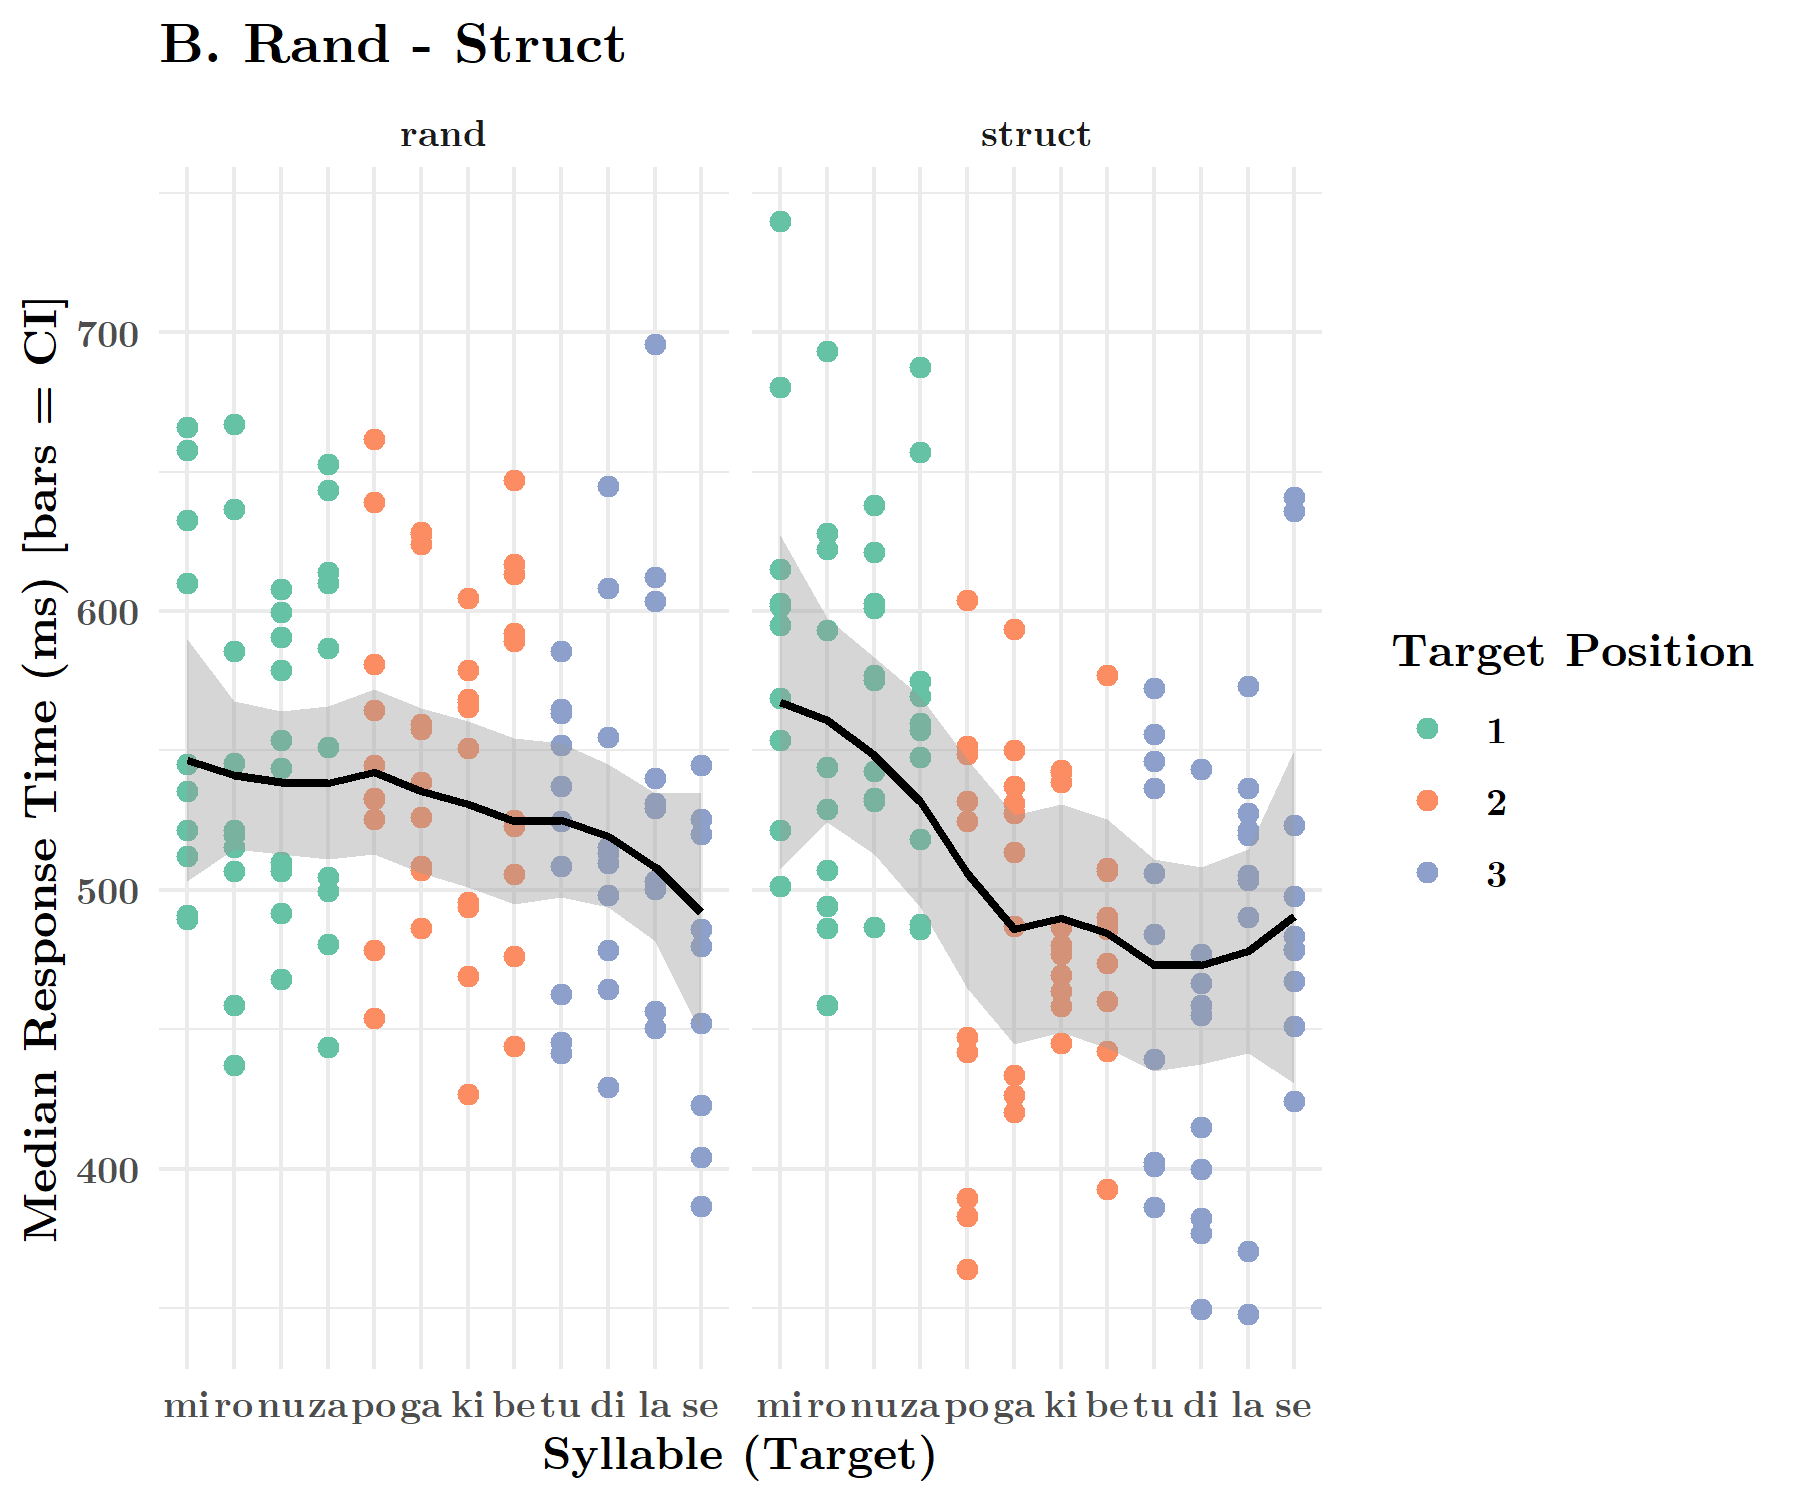 B. Rand - Struct
rand struct
Median Response Time (ms) [bars = CI]
700
600
500
400
mi ro nu za po ga ki be tu di la se mi ro nu za po ga ki be tu di la se
Syllable (Target)
Target Position
1
2
3